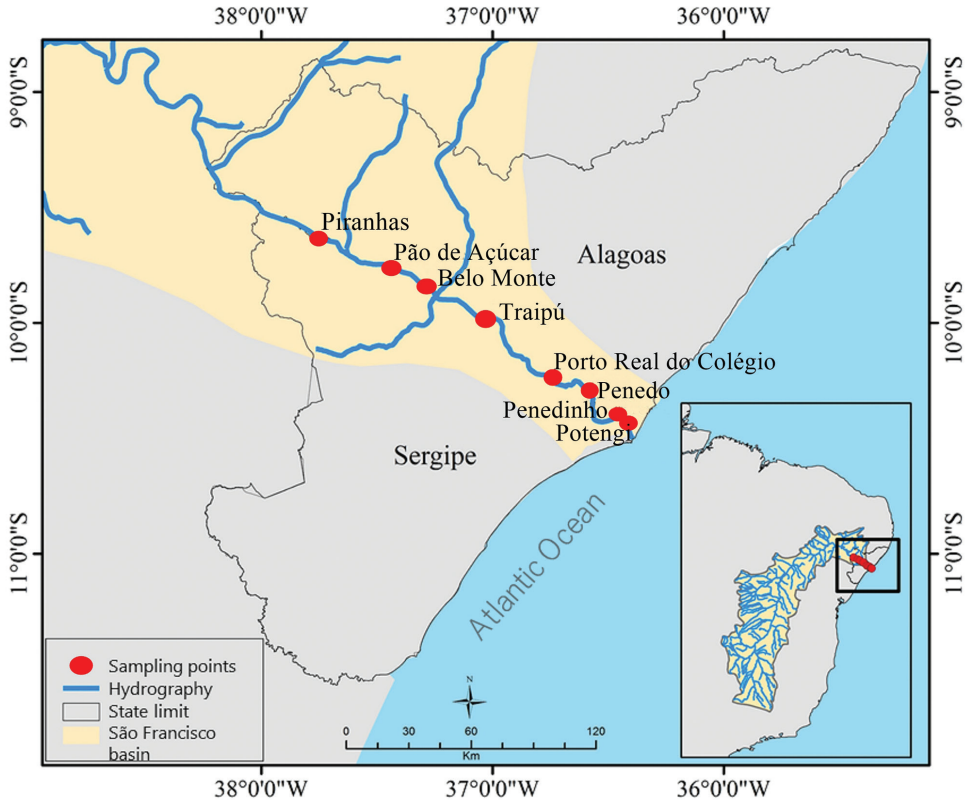 38°0'0"W 37°0'0"W 36°0'0"W
9°0'0"S 9°0'0"S
Piranhas
Pão de Açúcar
Alagoas
Belo Monte
Traipú
10°0'0"S 10°0'0"S
Porto Real do Colégio
Penedo
Penedinho
Potengi
Sergipe
Atlantic Ocean
11°0'0"S 11°0'0"S
Sampling points
Hydrography
State limit
São Francisco
basin
N
0 30 60 120
Km
38°0'0"W 37°0'0"W 36°0'0"W